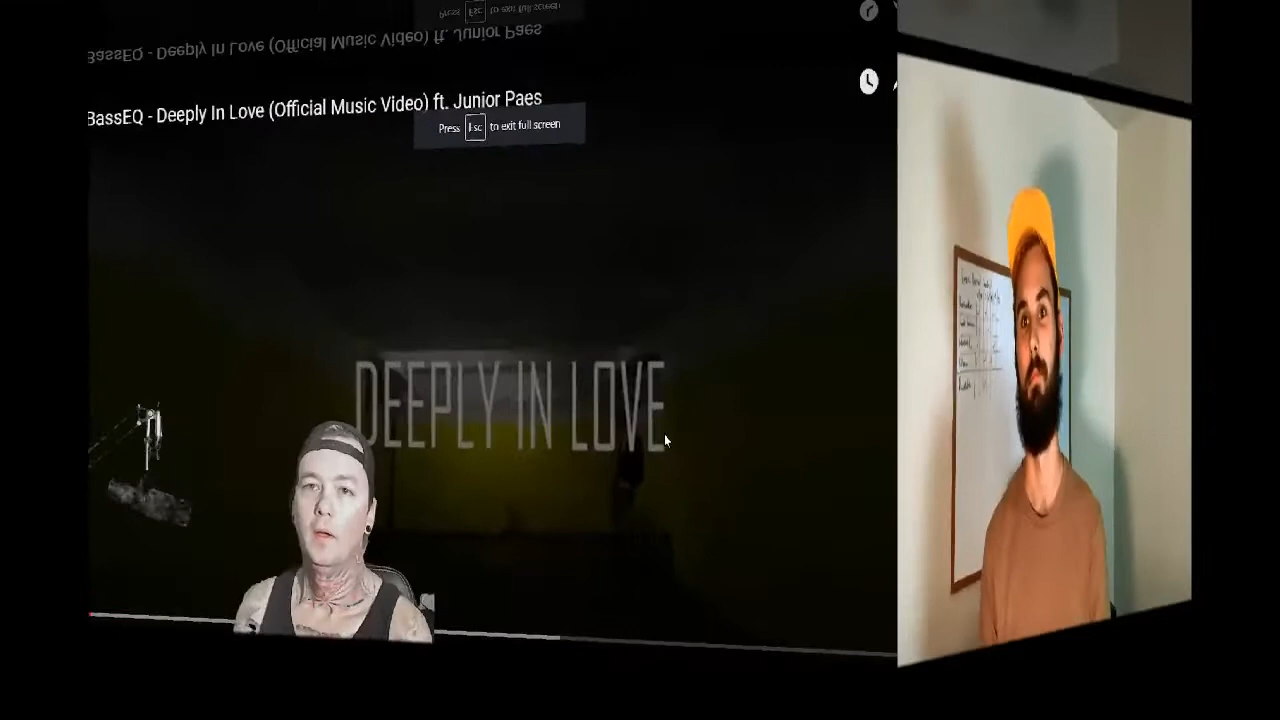 Press Esc to exit full screen
BassEQ - Deeply In Love (Official Music Video) ft. Junior Paes
BassEQ - Deeply In Love (Official Music Video) ft. Junior Paes
Press Esc to exit full screen
DEEPLY IN LOVE